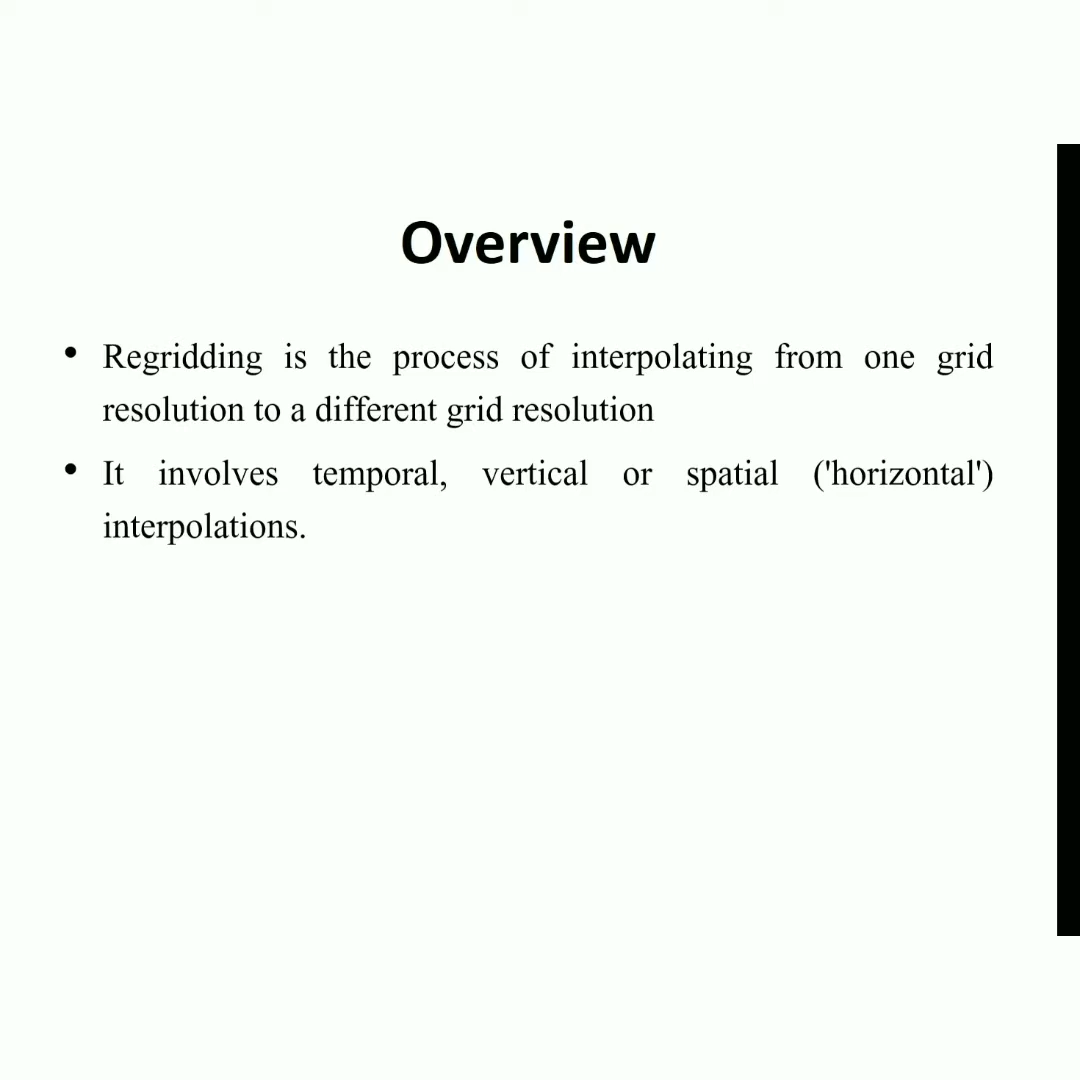 Overview
• Regridding is the process of interpolating from one grid
resolution to a different grid resolution
• It involves temporal, vertical or spatial ('horizontal')
interpolations.